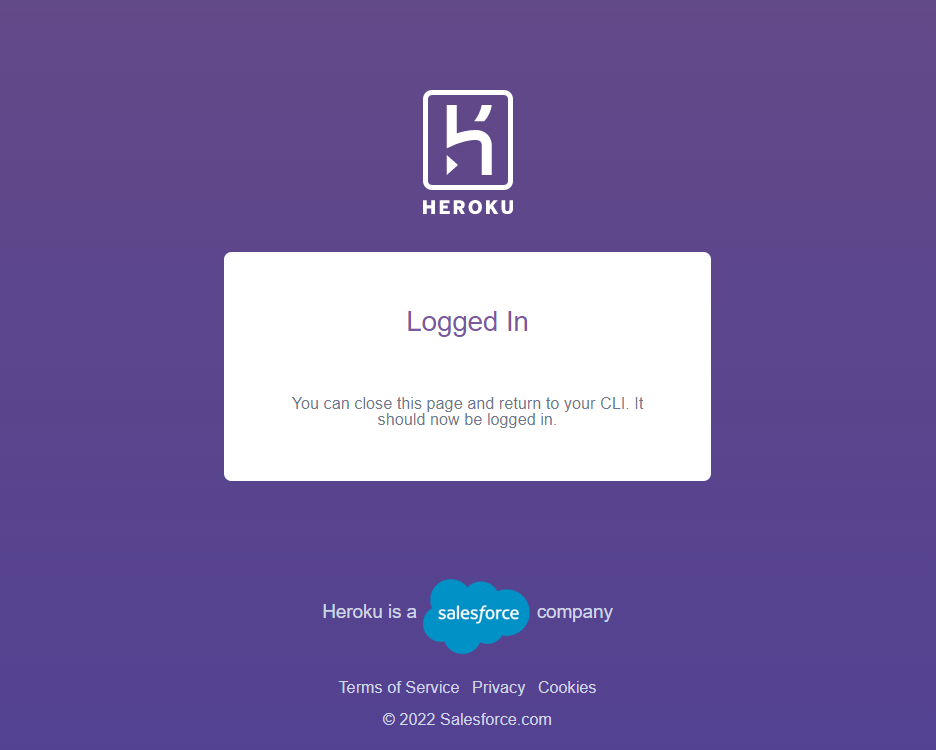 HEROKU
Logged In
You can close this page and return to your CLI. It
should now be logged in.
Heroku is a salesforce company
Terms of Service Privacy Cookies
© 2022 Salesforce.com